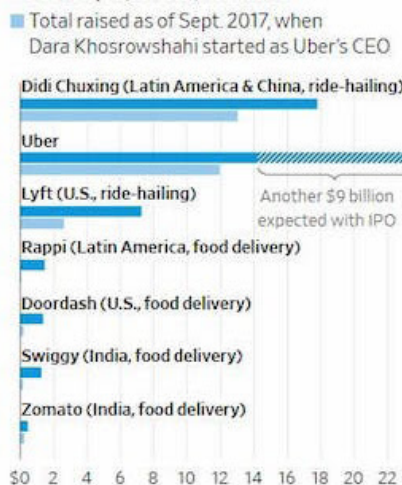 Total raised as of Sept. 2017, when
Dara Khosrowshahi started as Uber's CEO
Didi Chuxing (Latin America & China, ride-hailing)
Uber
Lyft (U.S., ride-hailing)
Another $9 billion
expected with IPO
Rappi (Latin America, food delivery)
Doordash (U.S., food delivery)
Swiggy (India, food delivery)
Zomato (India, food delivery)
$0 2 4 6 8 10 12 14 16 18 20 22